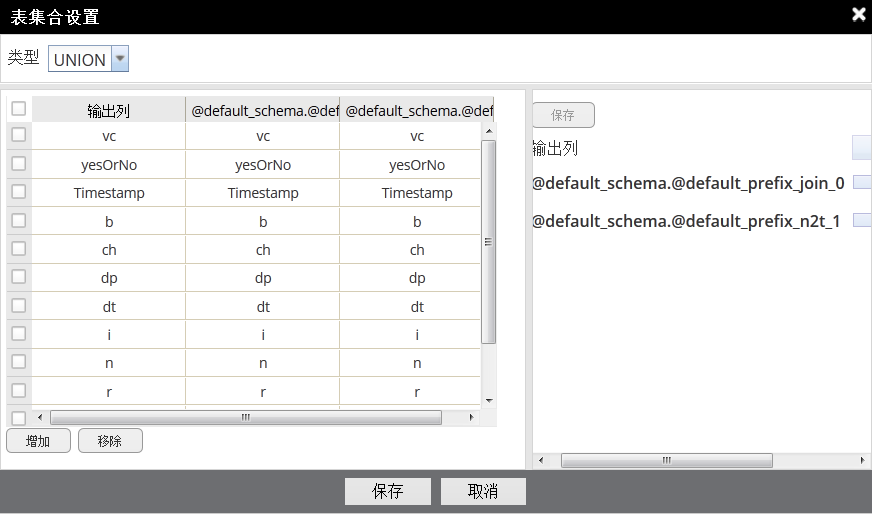 表集合设置
类型 UNION
输出列 @default_schema.@def @default_schema.@def
vc vc vc
yesOrNo yesOrNo yesOrNo
Timestamp Timestamp Timestamp
b b b
ch ch ch
dp dp dp
dt dt dt
i i i
n n n
r r r
增加 移除
保存
输出列
@default_schema.@default_prefix_join_0
@default_schema.@default_prefix_n2t_1
保存 取消